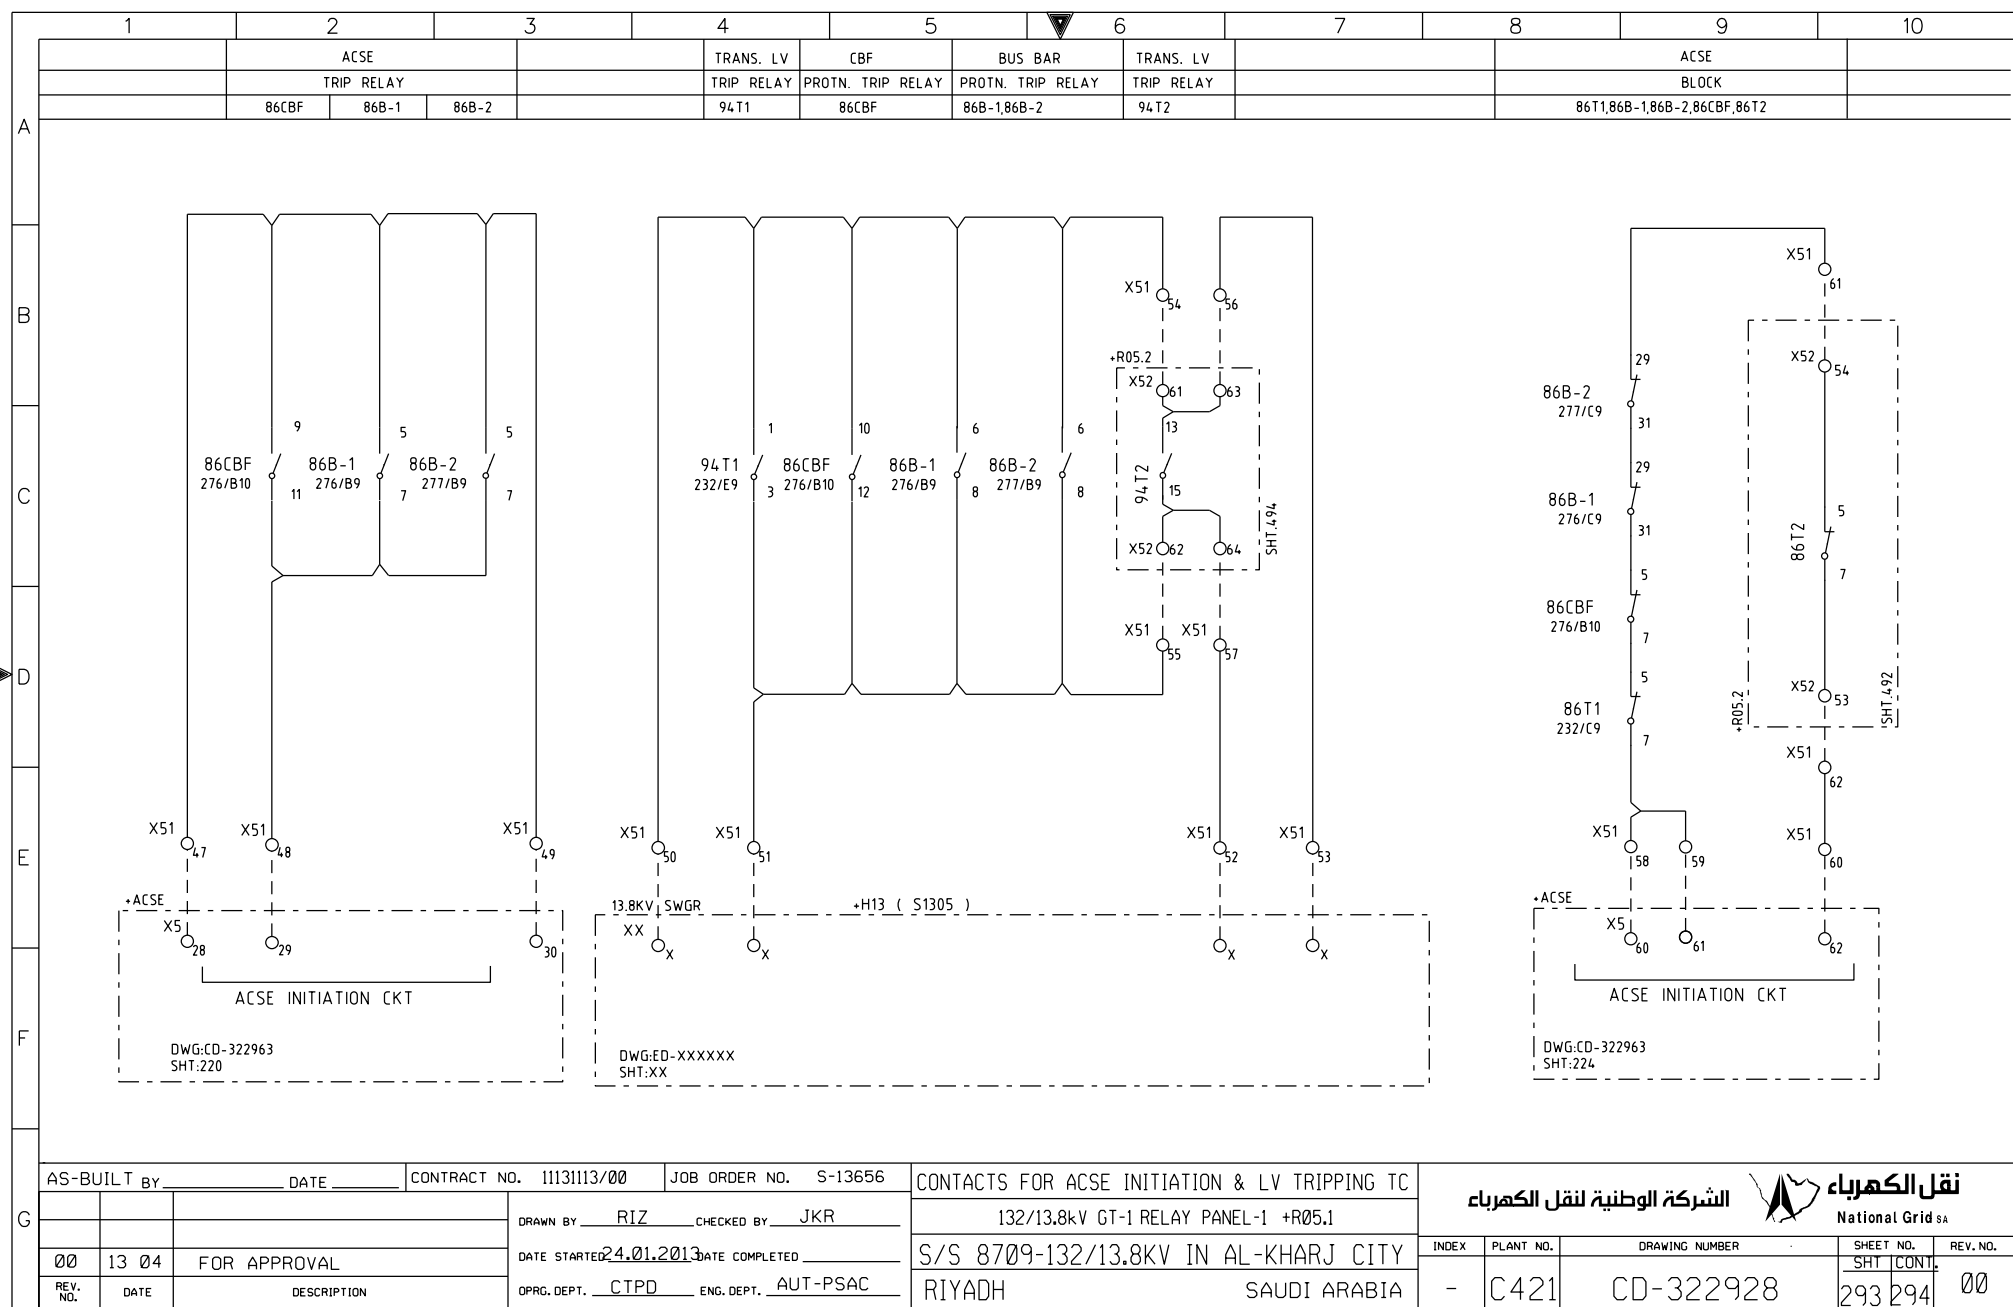 1 2 3 4 5 6 7 8 9 10
ACSE TRANS. LV CBF BUS BAR TRANS. LV ACSE
TRIP RELAY TRIP RELAY PROTN. TRIP RELAY PROTN. TRIP RELAY TRIP RELAY BLOCK
86CBF 86B-1 86B-2 94T1 86CBF 86B-1,86B-2 94T2 86T1,86B-1,86B-2,86CBF,86T2
A
B
C
D
E
F
G
9
86CBF
276/B10
11
5
86B-1
276/B9
7
5
86B-2
277/B9
7
X51
47
X51
48
X51
49
+ACSE
X5
28
29
30
ACSE INITIATION CKT
DWG:CD-322963
SHT:220
1
94T1
232/E9
3
10
86CBF
276/B10
12
6
86B-1
276/B9
8
6
86B-2
277/B9
8
X51
54
56
+R05.2
X52
61
63
13
94T2
15
X52
62
64
SHT.494
X51
55
X51
57
X51
50
X51
51
X51
52
X51
53
13.8KV SWGR
+H13 ( S1305 )
XX
X
X
X
X
DWG:ED-XXXXXX
SHT:XX
29
86B-2
277/C9
31
29
86B-1
276/C9
31
5
86CBF
276/B10
7
5
86T1
232/C9
7
X51
61
X52
54
5
86T2
7
X52
53
+R05.2
SHT.492
X51
62
X51
58
59
X51
60
+ACSE
X5
60
61
62
ACSE INITIATION CKT
DWG:CD-322963
SHT:224
AS-BUILT BY DATE CONTRACT NO. 11131113/00 JOB ORDER NO. S-13656
DRAWN BY RIZ CHECKED BY JKR
DATE STARTED 24.01.2013 DATE COMPLETED
OPRG. DEPT. CTPD ENG. DEPT. AUT-PSAC
00 13 04 FOR APPROVAL
REV. NO. DATE DESCRIPTION
CONTACTS FOR ACSE INITIATION & LV TRIPPING TC
132/13.8kV GT-1 RELAY PANEL-1 +R05.1
S/S 8709-132/13.8KV IN AL-KHARJ CITY
RIYADH SAUDI ARABIA
الشركة الوطنية لنقل الكهرباء
نقل الكهرباء
National Grid SA
INDEX PLANT NO. DRAWING NUMBER SHEET NO. REV. NO.
SHT CONT.
- C421 CD-322928 293 294 00